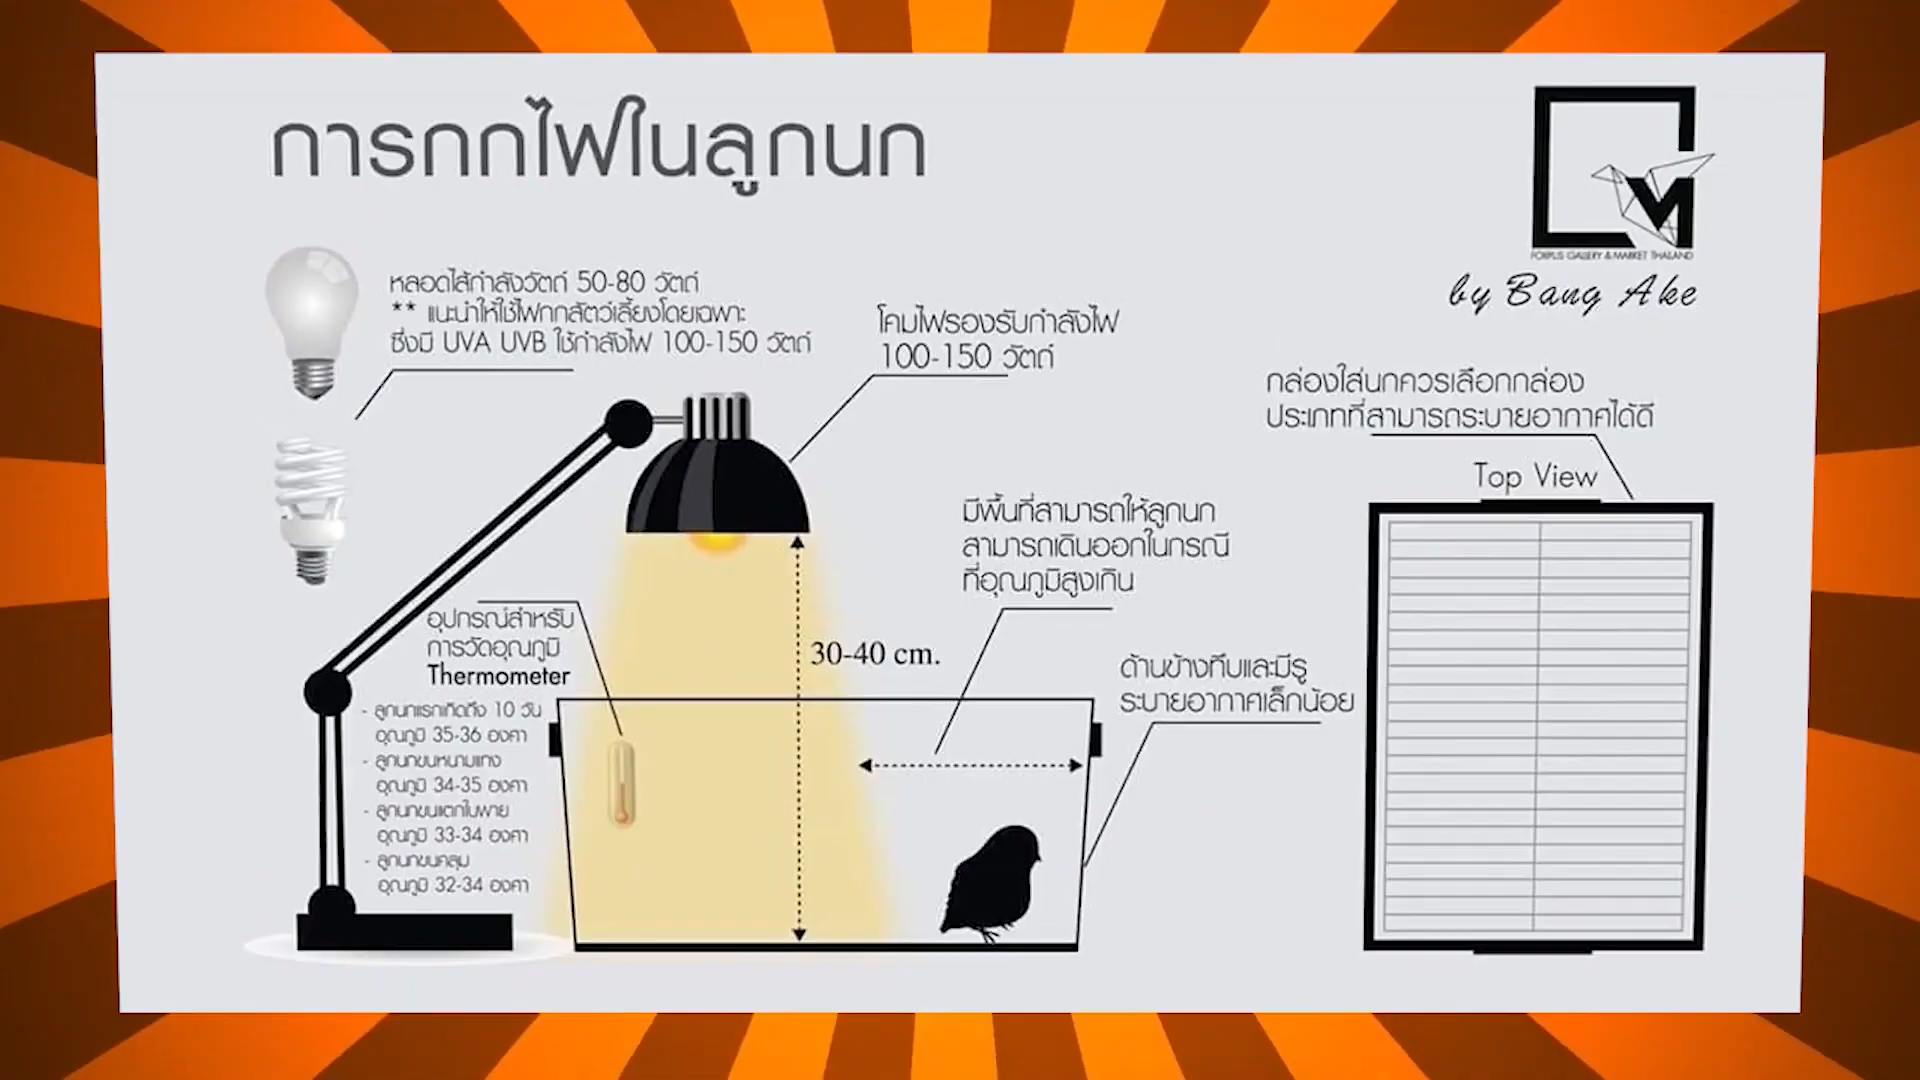 การกกไฟในลูกนก
FORPUS GALLERY & MARKET THAILAND
by Bang Ake
หลอดไส้กำลังวัตถ์ 50-80 วัตถ์
** แนะนำให้ใช้ไฟกกสัตว์เลี้ยงโดยเฉพาะ
ซึ่งมี UVA UVB ใช้กำลังไฟ 100-150 วัตถ์
โคมไฟรองรับกำลังไฟ
100-150 วัตถ์
กล่องใส่นกควรเลือกกล่อง
ประเภทที่สามารถระบายอากาศได้ดี
Top View
มีพื้นที่สามารถให้ลูกนก
สามารถเดินออกในกรณี
ที่อุณภูมิสูงเกิน
อุปกรณ์สำหรับ
การวัดอุณภูมิ
Thermometer
30-40 cm.
ด้านข้างทึบและมีรู
ระบายอากาศเล็กน้อย
- ลูกนกแรกเกิดถึง 10 วัน
อุณภูมิ 35-36 องศา
- ลูกนกขนหนามแทง
อุณภูมิ 34-35 องศา
- ลูกนกขนแตกใบพาย
อุณภูมิ 33-34 องศา
- ลูกนกขนคลุม
อุณภูมิ 32-34 องศา